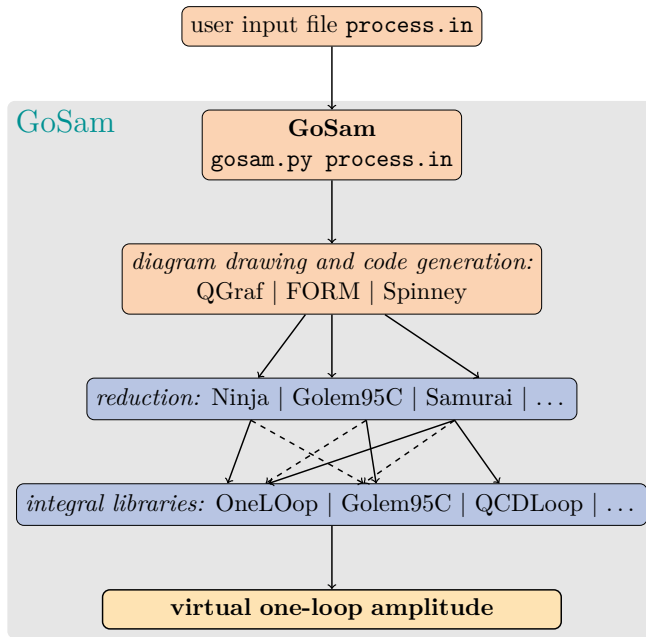 user input file process.in
GoSam
GoSam
gosam.py process.in
diagram drawing and code generation:
QGraf | FORM | Spinney
reduction: Ninja | Golem95C | Samurai | ...
integral libraries: OneLOop | Golem95C | QCDLoop | ...
virtual one-loop amplitude